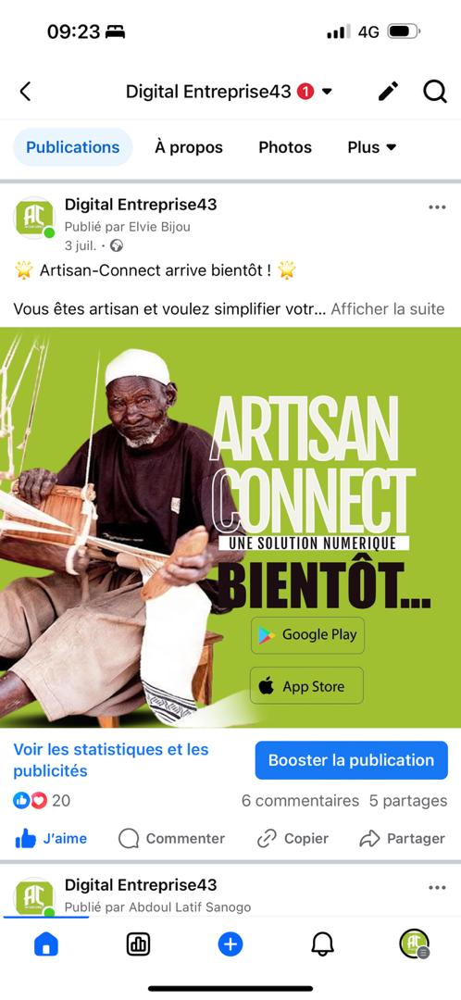 09:23
4G
Digital Entreprise43 1
Publications
À propos
Photos
Plus
Digital Entreprise43
Publié par Elvie Bijou
3 juil. ·
🌟 Artisan-Connect arrive bientôt ! 🌟
Vous êtes artisan et voulez simplifier votr... Afficher la suite
ARTISAN
CONNECT
UNE SOLUTION NUMERIQUE
BIENTÔT...
Google Play
App Store
Voir les statistiques et les
publicités
Booster la publication
20
6 commentaires 5 partages
J’aime
Commenter
Copier
Partager
Digital Entreprise43
Publié par Abdoul Latif Sanogo